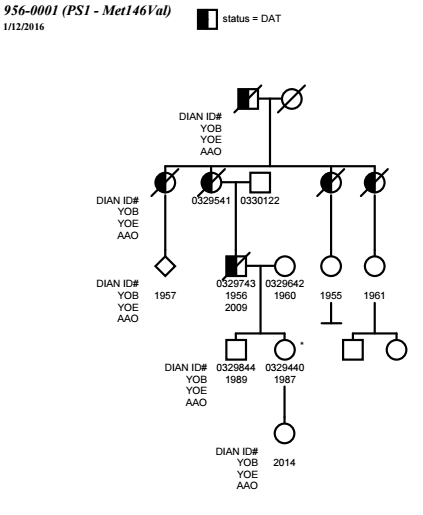 956-0001 (PS1 - Met146Val)
1/12/2016
status = DAT
DIAN ID#
YOB
YOE
AAO
DIAN ID# 0329541 0330122
YOB
YOE
AAO
DIAN ID# 0329743 0329642
YOB 1957 1956 1960 1955 1961
YOE 2009
AAO
*
DIAN ID# 0329844 0329440
YOB 1989 1987
YOE
AAO
DIAN ID#
YOB 2014
YOE
AAO